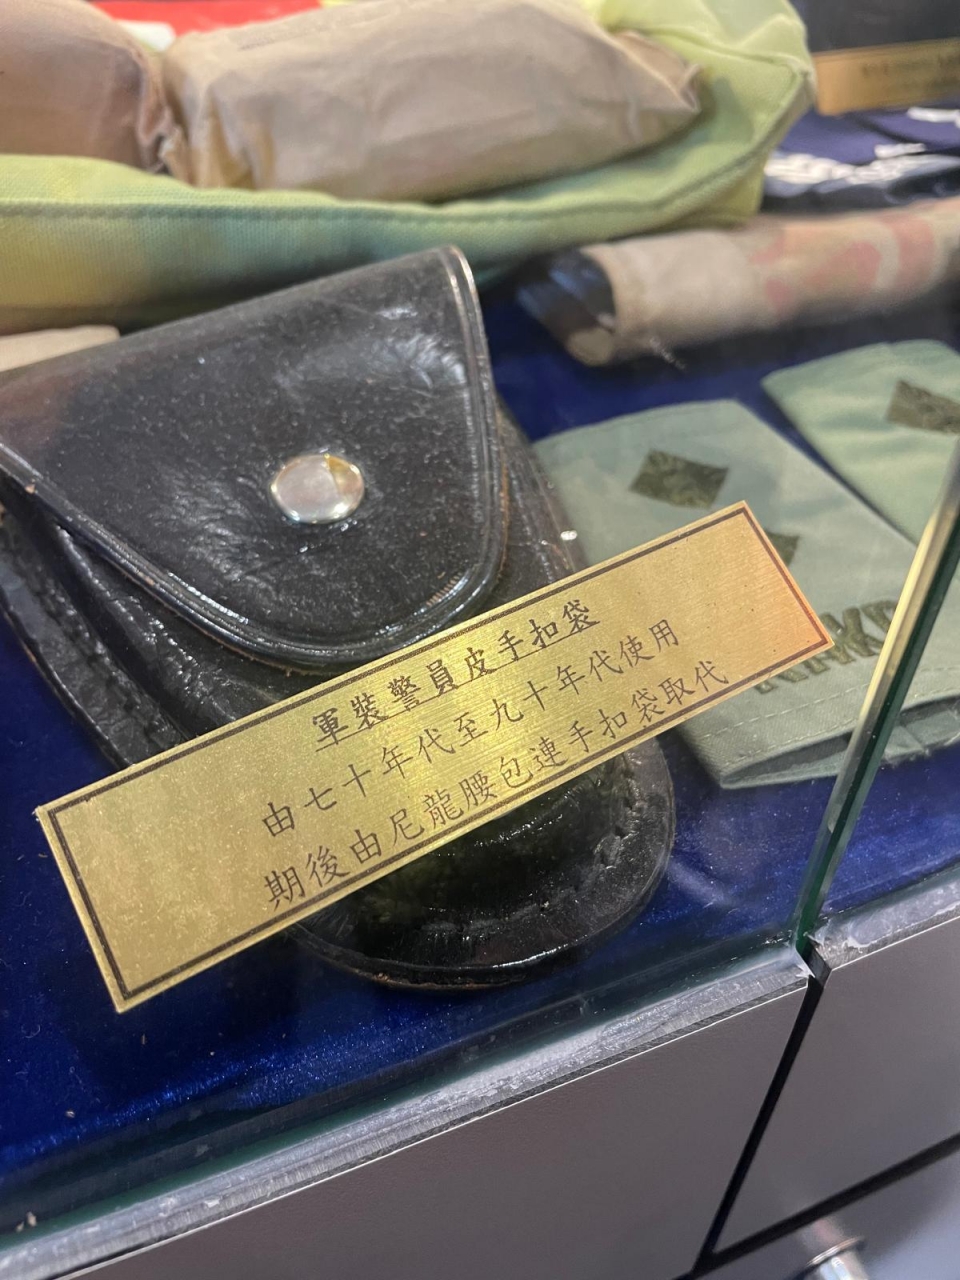 軍裝警員皮手扣袋
由七十年代至九十年代使用
期後由尼龍腰包連手扣袋取代